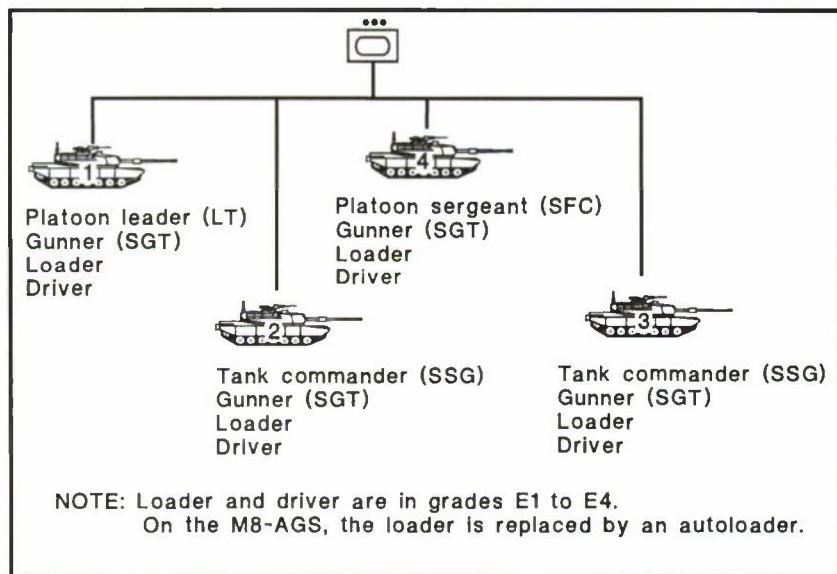 1
Platoon leader (LT)
Gunner (SGT)
Loader
Driver
4
Platoon sergeant (SFC)
Gunner (SGT)
Loader
Driver
2
Tank commander (SSG)
Gunner (SGT)
Loader
Driver
3
Tank commander (SSG)
Gunner (SGT)
Loader
Driver
NOTE: Loader and driver are in grades E1 to E4.
On the M8-AGS, the loader is replaced by an autoloader.